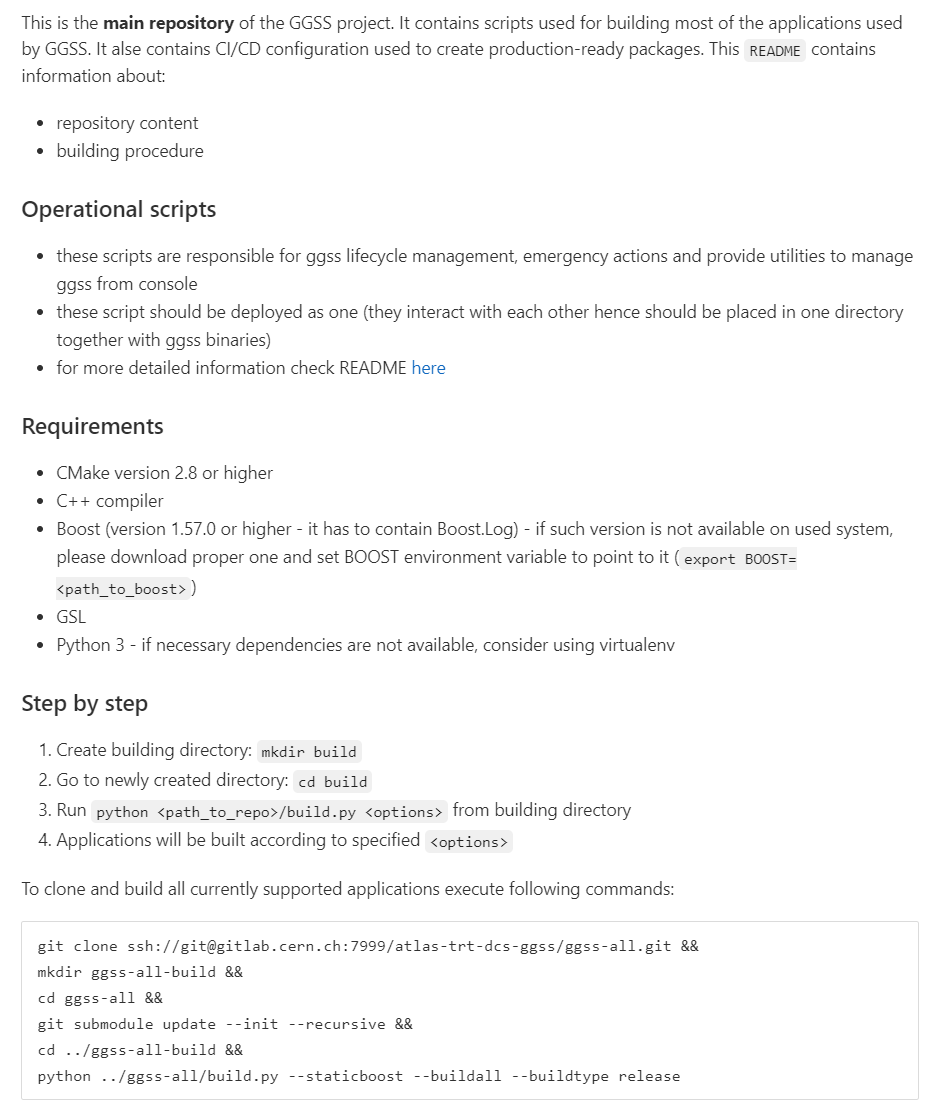 This is the main repository of the GGSS project. It contains scripts used for building most of the applications used
by GGSS. It alse contains CI/CD configuration used to create production-ready packages. This README contains
information about:
• repository content
• building procedure
Operational scripts
• these scripts are responsible for ggss lifecycle management, emergency actions and provide utilities to manage
ggss from console
• these script should be deployed as one (they interact with each other hence should be placed in one directory
together with ggss binaries)
• for more detailed information check README here
Requirements
• CMake version 2.8 or higher
• C++ compiler
• Boost (version 1.57.0 or higher - it has to contain Boost.Log) - if such version is not available on used system,
please download proper one and set BOOST environment variable to point to it ( export BOOST=
<path_to_boost> )
• GSL
• Python 3 - if necessary dependencies are not available, consider using virtualenv
Step by step
1. Create building directory: mkdir build
2. Go to newly created directory: cd build
3. Run python <path_to_repo>/build.py <options> from building directory
4. Applications will be built according to specified <options>
To clone and build all currently supported applications execute following commands:
git clone ssh://git@gitlab.cern.ch:7999/atlas-trt-dcs-ggss/ggss-all.git &&
mkdir ggss-all-build &&
cd ggss-all &&
git submodule update --init --recursive &&
cd ../ggss-all-build &&
python ../ggss-all/build.py --staticboost --buildall --buildtype release